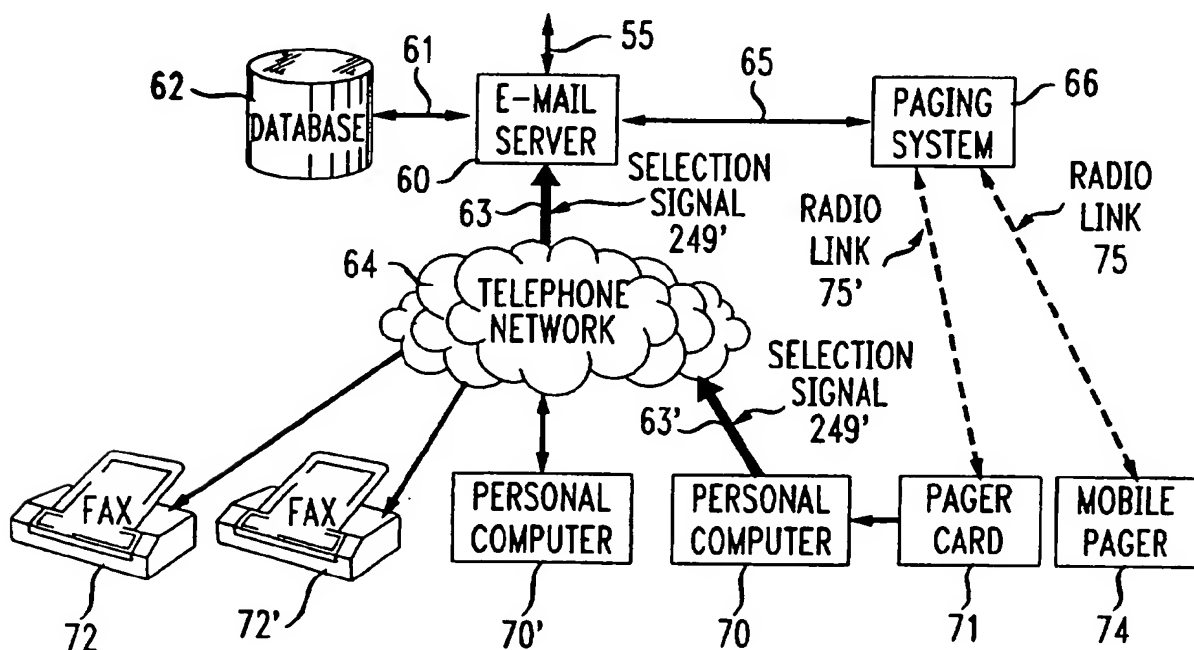 55
61
62
DATABASE
E-MAIL
SERVER
60
65
PAGING
SYSTEM
66
63
SELECTION
SIGNAL
249'
RADIO
LINK
75'
RADIO
LINK
75
64
TELEPHONE
NETWORK
63'
SELECTION
SIGNAL
249'
FAX
72
FAX
72'
PERSONAL
COMPUTER
70'
PERSONAL
COMPUTER
70
PAGER
CARD
71
MOBILE
PAGER
74